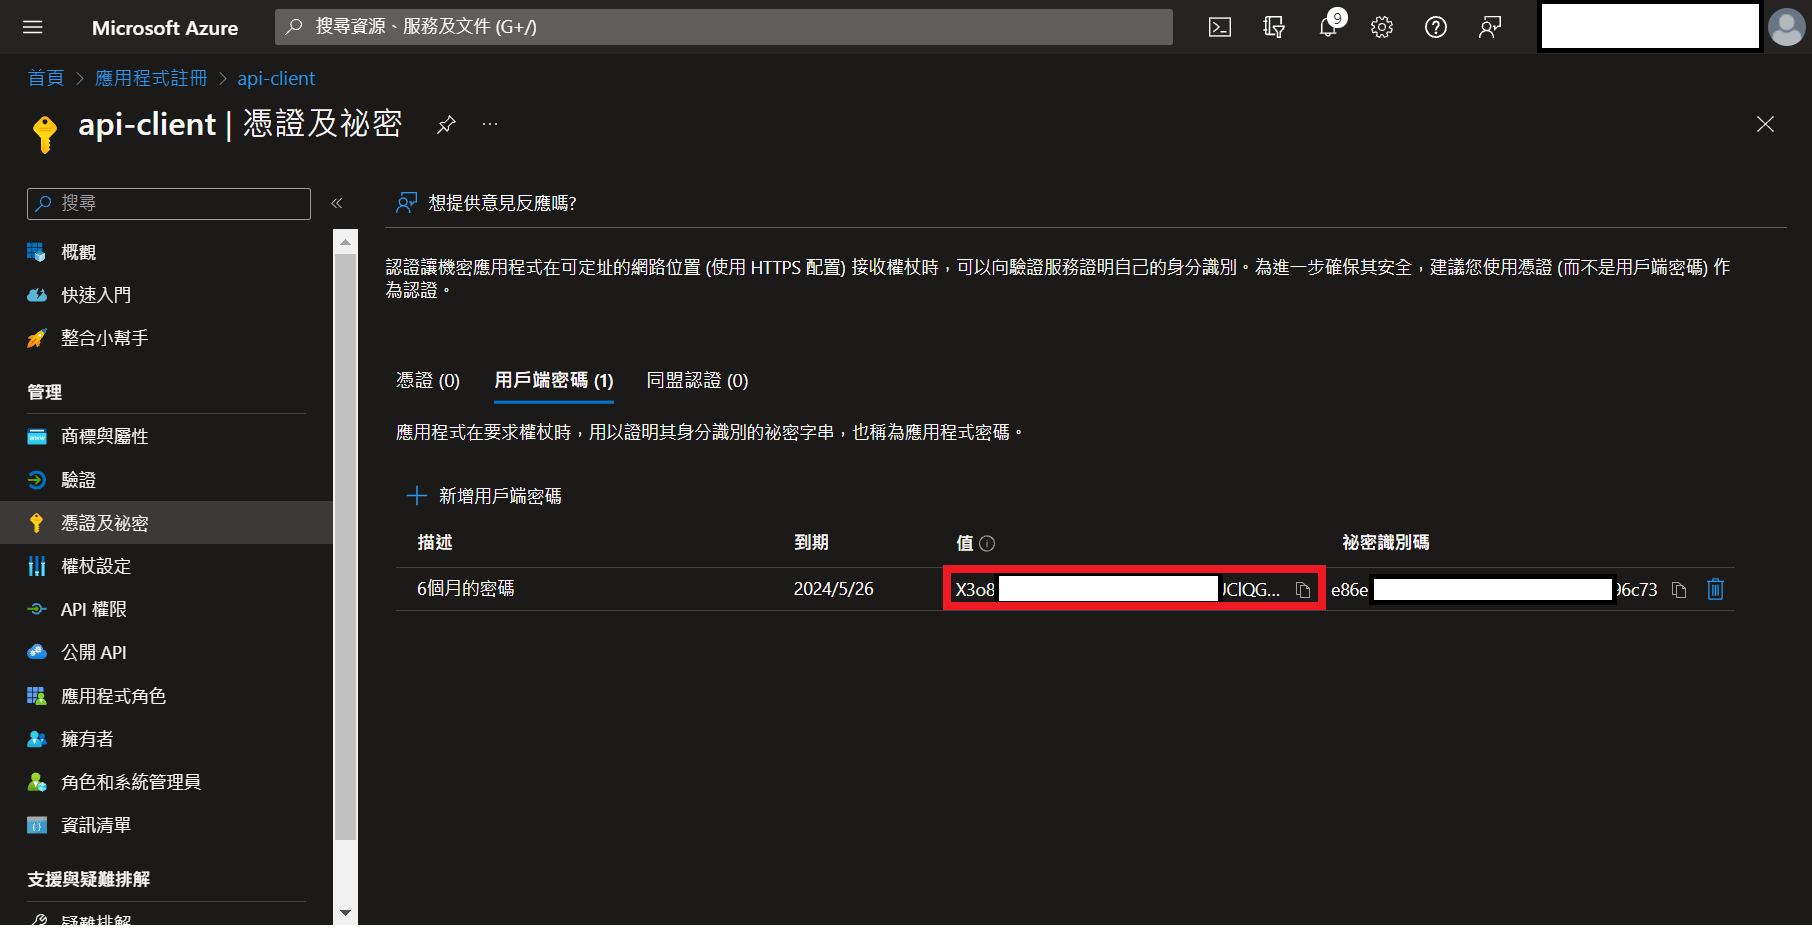 Microsoft Azure
搜尋資源、服務及文件 (G+/)
9
首頁 > 應用程式註冊 > api-client
api-client | 憑證及祕密
搜尋
概觀
快速入門
整合小幫手
管理
商標與屬性
驗證
憑證及祕密
權杖設定
API 權限
公開 API
應用程式角色
擁有者
角色和系統管理員
資訊清單
支援與疑難排解
疑難排解
想提供意見反應嗎?
認證讓機密應用程式在可定址的網路位置 (使用 HTTPS 配置) 接收權杖時，可以向驗證服務證明自己的身分識別。為進一步確保其安全，建議您使用憑證 (而不是用戶端密碼) 作
為認證。
憑證 (0) 用戶端密碼 (1) 同盟認證 (0)
應用程式在要求權杖時，用以證明其身分識別的祕密字串，也稱為應用程式密碼。
新增用戶端密碼
描述 到期 值 祕密識別碼
6個月的密碼 2024/5/26 X3o8 JClQG... e86e 96c73